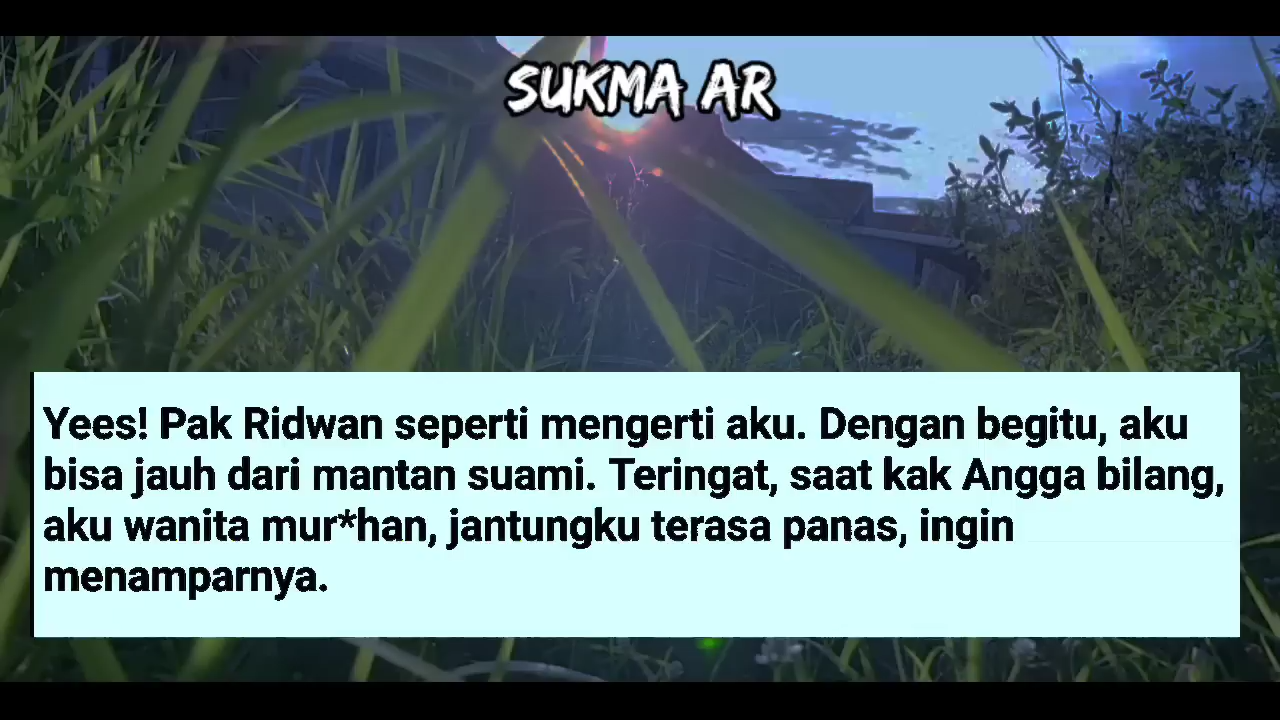 SUKMA AR
Yees! Pak Ridwan seperti mengerti aku. Dengan begitu, aku
bisa jauh dari mantan suami. Teringat, saat kak Angga bilang,
aku wanita mur*han, jantungku terasa panas, ingin
menamparnya.